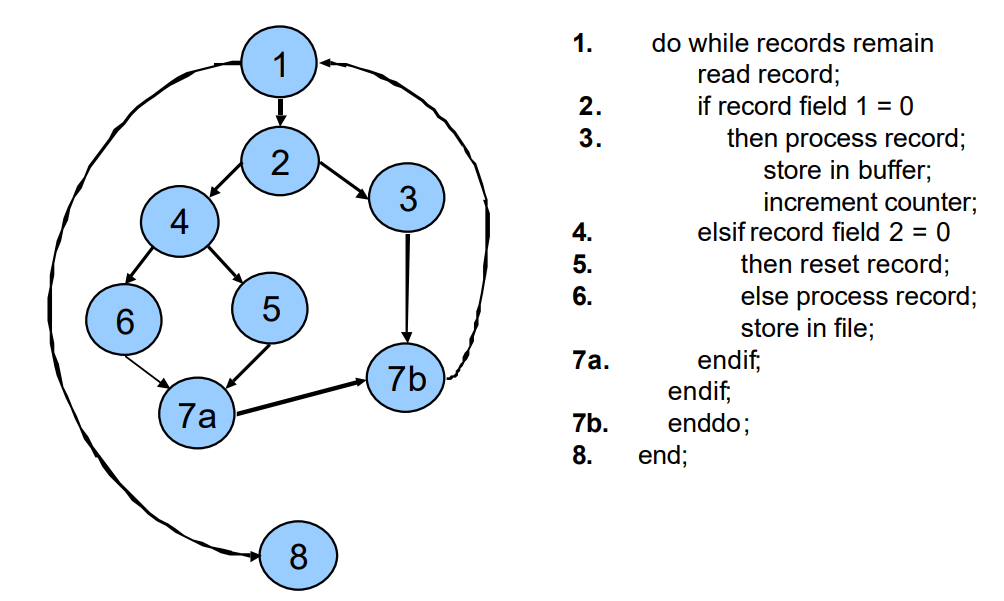 1
2
3
4
5
6
7a
7b
8
1. do while records remain
read record;
2. if record field 1 = 0
3. then process record;
store in buffer;
increment counter;
4. elsif record field 2 = 0
5. then reset record;
6. else process record;
store in file;
7a. endif;
endif;
7b. enddo;
8. end;